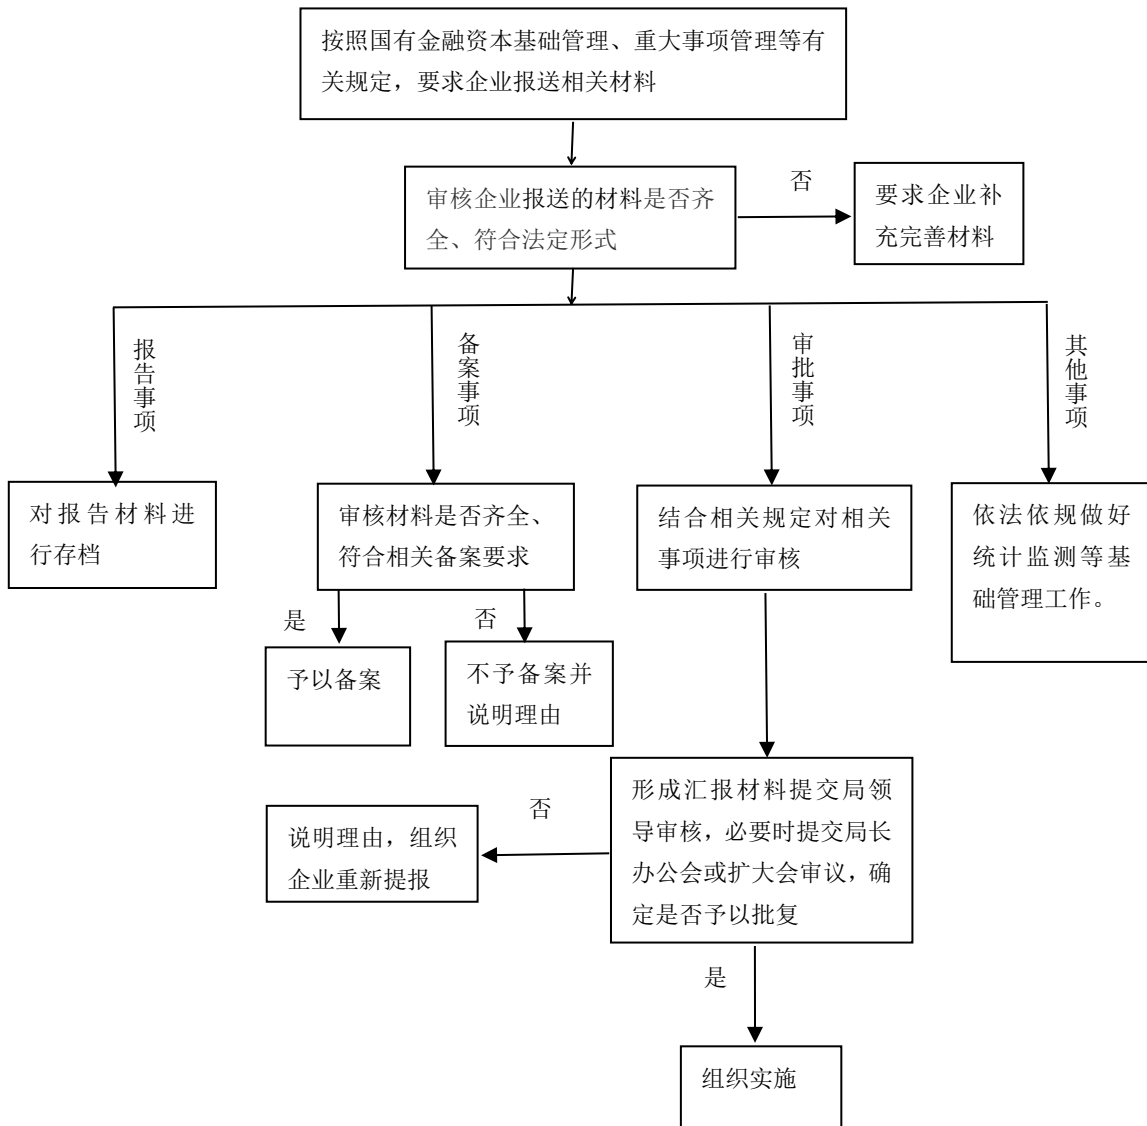 按照国有金融资本基础管理、重大事项管理等有
关规定，要求企业报送相关材料
审核企业报送的材料是否齐
全、符合法定形式
否
要求企业补
充完善材料
报告事项
备案事项
审批事项
其他事项
对报告材料进
行存档
审核材料是否齐全、
符合相关备案要求
结合相关规定对相关
事项进行审核
依法依规做好
统计监测等基
础管理工作。
是
否
予以备案
不予备案并
说明理由
形成汇报材料提交局领
导审核，必要时提交局长
办公会或扩大会审议，确
定是否予以批复
否
说明理由，组织
企业重新提报
是
组织实施